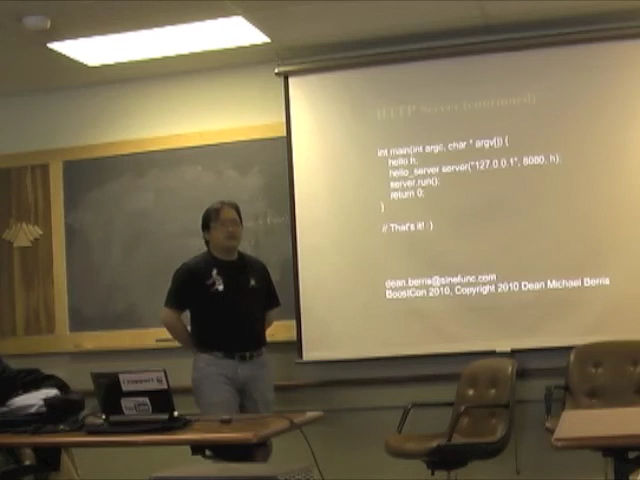 HTTP Server (continued)
int main(int argc, char * argv[]) {
hello h;
hello_server server("127.0.0.1", 8080, h);
server.run();
return 0;
}
// That's it! :)
dean.berris@sinefunc.com
BoostCon 2010, Copyright 2010 Dean Michael Berris